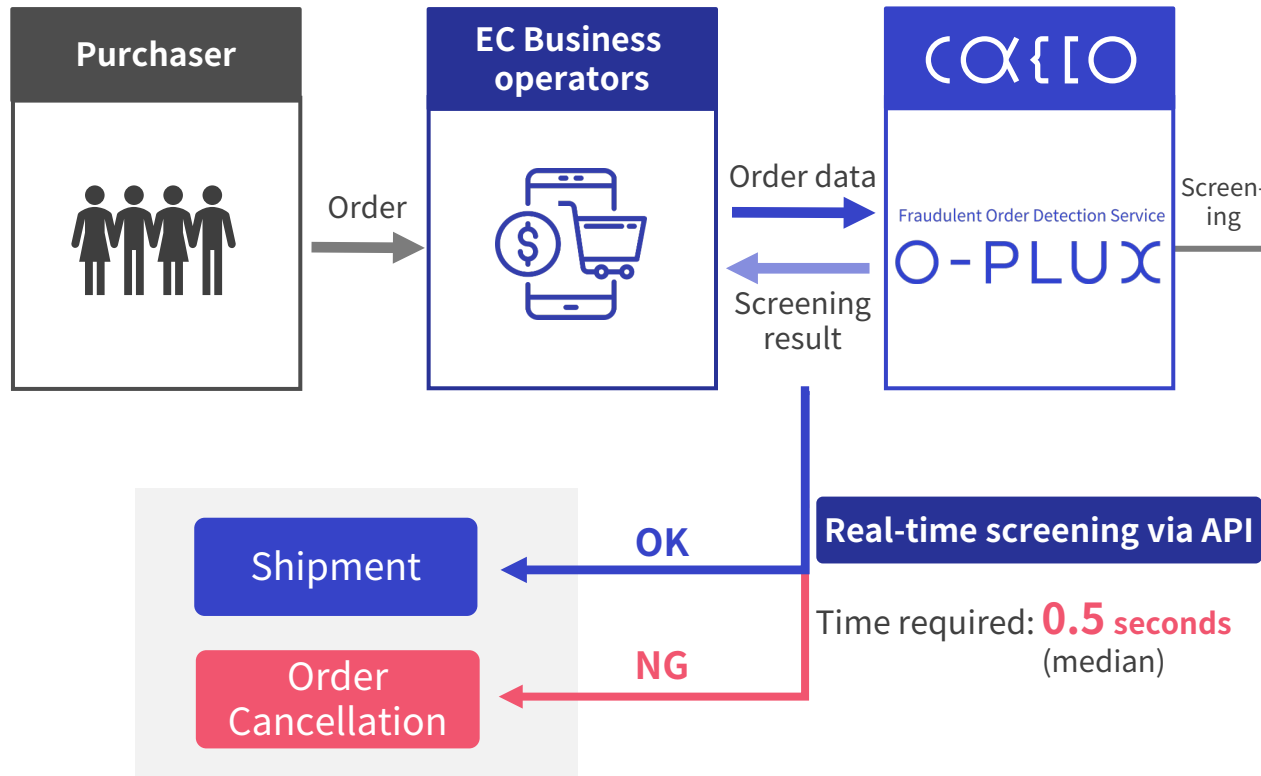 Purchaser
EC Business
operators
Order
Order data
Screening
result
Fraudulent Order Detection Service
O-PLUX
Screen-
ing
OK
NG
Shipment
Order
Cancellation
Real-time screening via API
Time required: 0.5 seconds
(median)